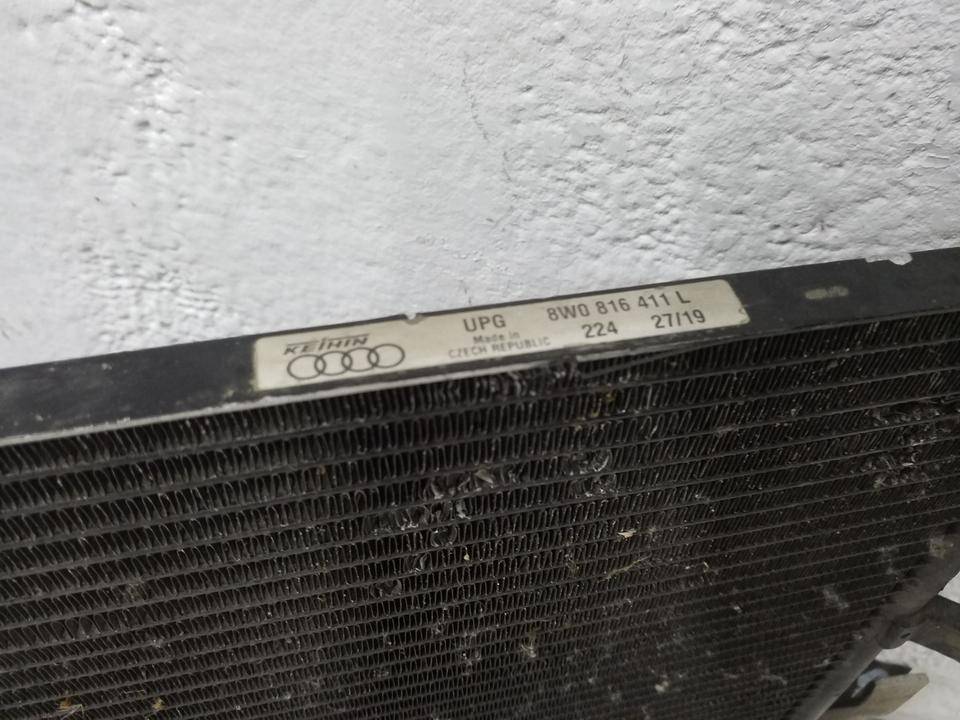 KEIHIN
UPG
Made in
CZECH REPUBLIC
8W0 816 411 L
224 27/19